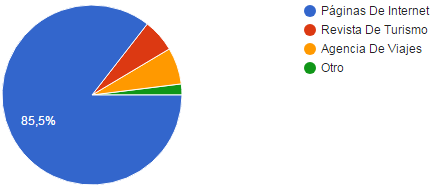 Páginas De Internet
Revista De Turismo
Agencia De Viajes
Otro
85,5%